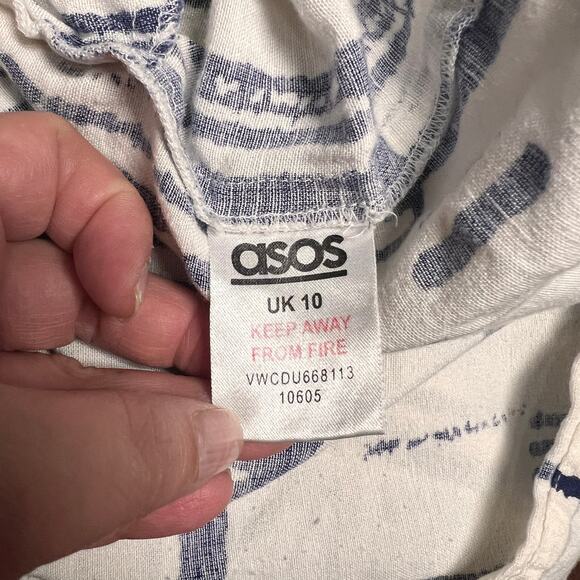 asos
UK 10
KEEP AWAY
FROM FIRE
VWCDU668113
10605